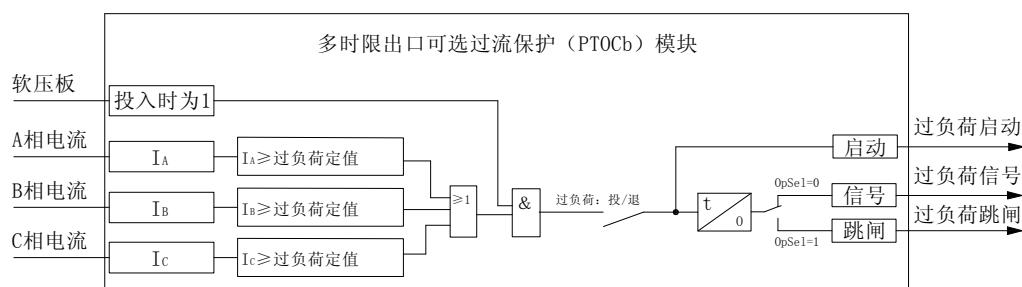 多时限出口可选过流保护（PTOCb）模块
软压板
投入时为1
A相电流
IA
IA≥过负荷定值
B相电流
IB
IB≥过负荷定值
C相电流
IC
IC≥过负荷定值
≥1
&
过负荷：投/退
t
0
OpSel=0
OpSel=1
启动
过负荷启动
信号
过负荷信号
跳闸
过负荷跳闸